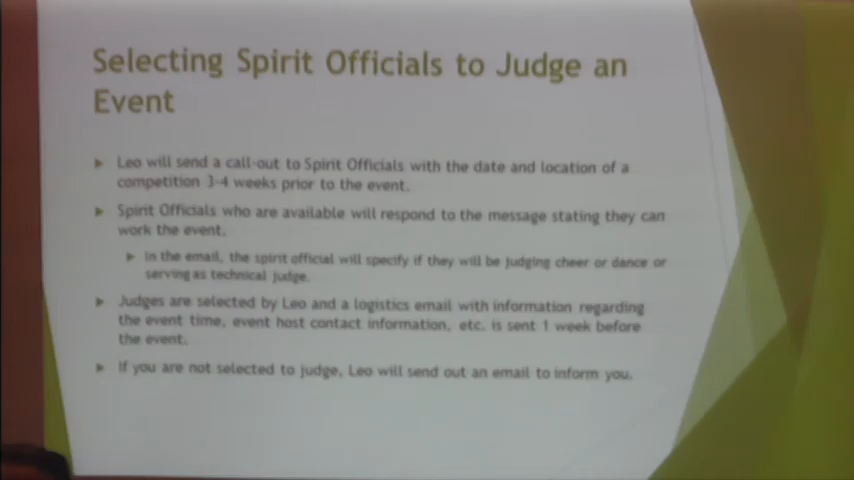 Selecting Spirit Officials to Judge an
Event
Leo will send a call-out to Spirit Officials with the date and location of a
competition 3-4 weeks prior to the event.
Spirit Officials who are available will respond to the message stating they can
work the event.
In the email, the spirit official will specify if they will be judging cheer or dance or
serving as technical judge.
Judges are selected by Leo and a logistics email with information regarding
the event time, event host contact information, etc. is sent 1 week before
the event.
If you are not selected to judge, Leo will send out an email to inform you.